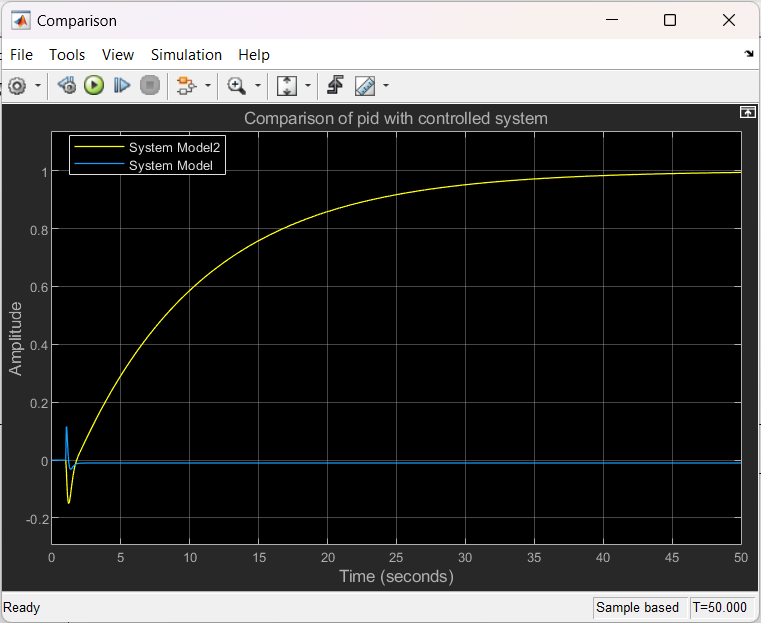 Comparison
File Tools View Simulation Help
Comparison of pid with controlled system
System Model2
System Model
Amplitude
1
0.8
0.6
0.4
0.2
0
-0.2
0 5 10 15 20 25 30 35 40 45 50
Time (seconds)
Ready
Sample based T=50.000